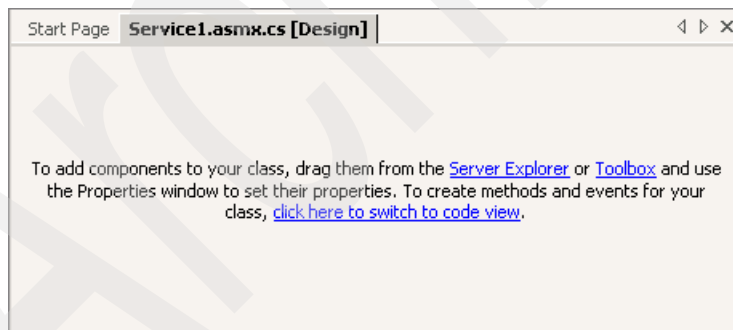 Start Page Service1.asmx.cs [Design]
To add components to your class, drag them from the Server Explorer or Toolbox and use
the Properties window to set their properties. To create methods and events for your
class, click here to switch to code view.